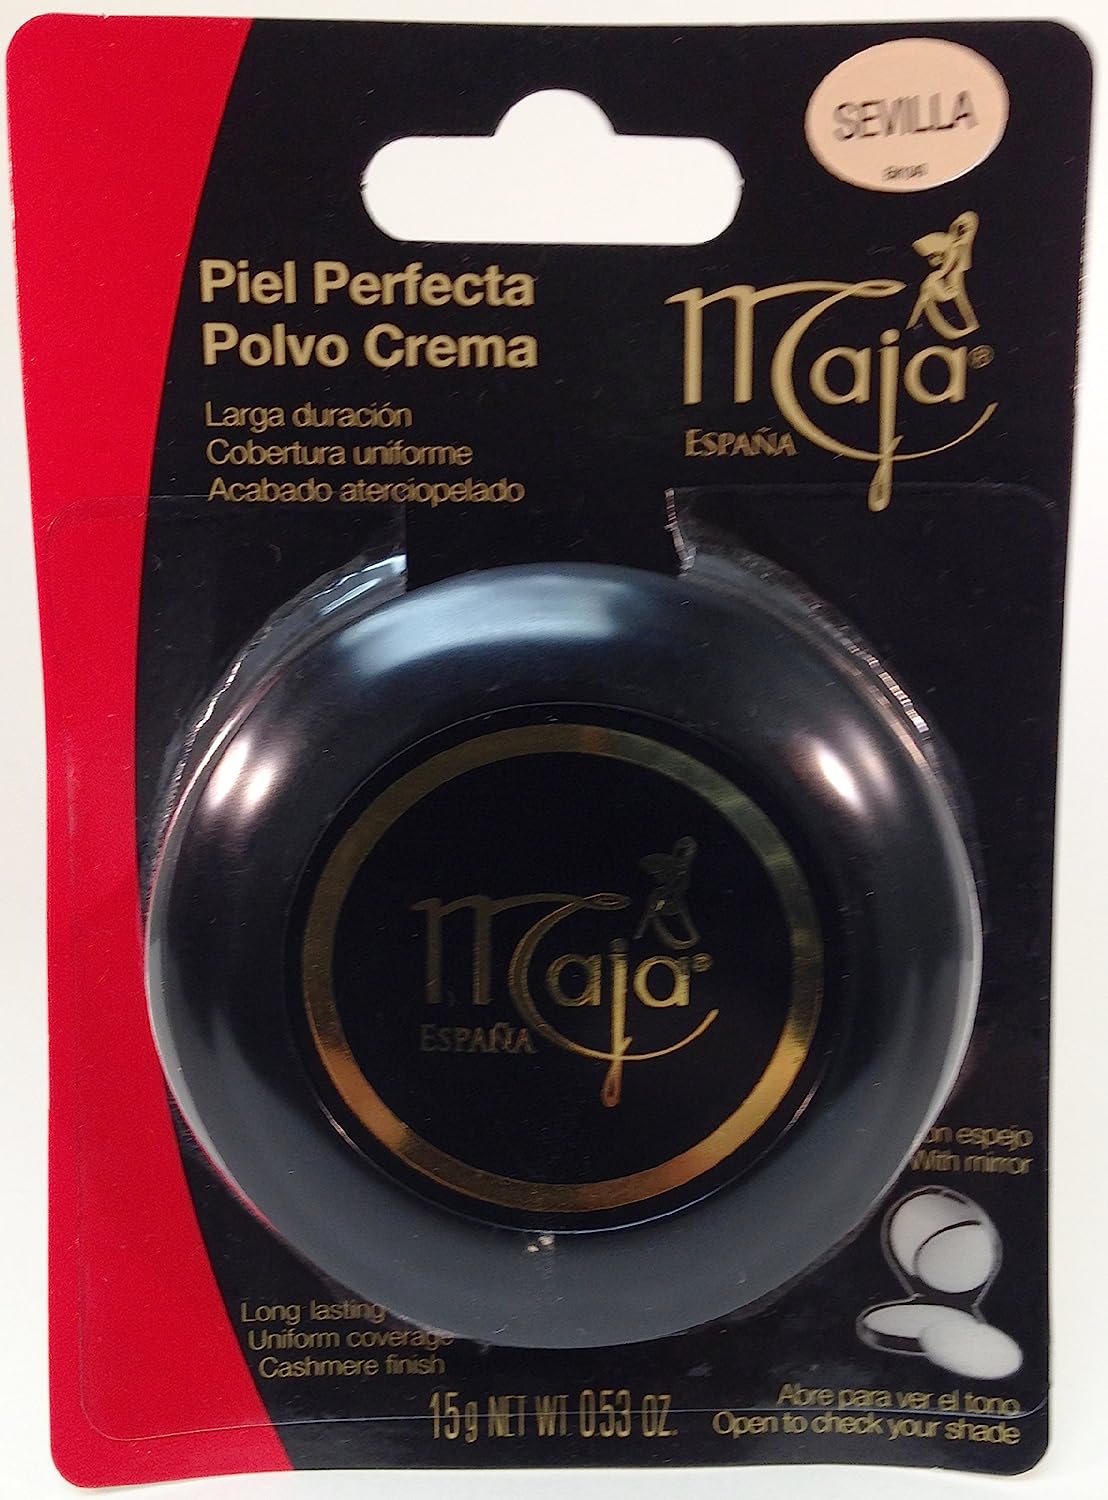 SEVILLA
Piel Perfecta
Polvo Crema
Larga duración
Cobertura uniforme
Acabado aterciopelado
Maja®
ESPAÑA
Maja®
ESPAÑA
on espejo
With mirror
Long lasting
Uniform coverage
Cashmere finish
15g NET WT. 0.53 OZ.
Abre para ver el tono
Open to check your shade